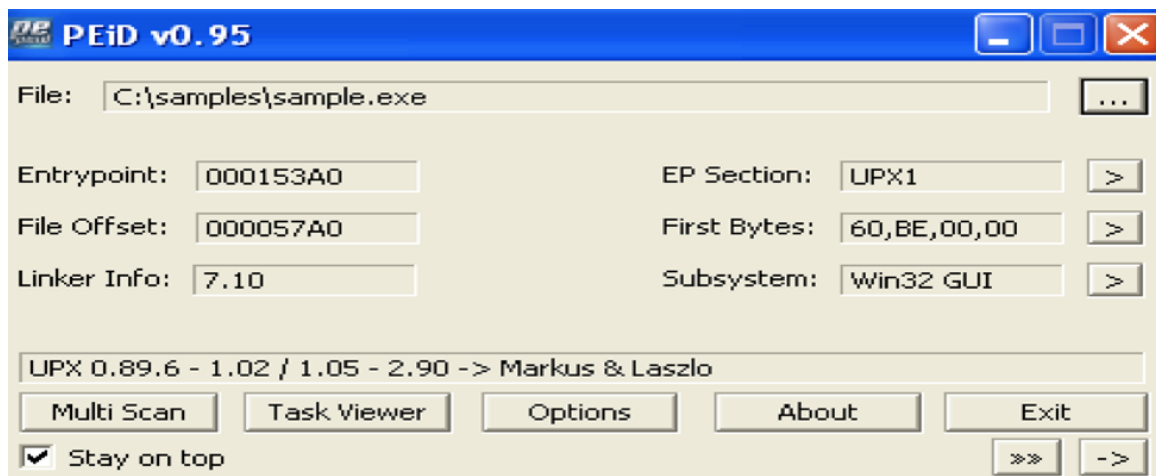 PEiD v0.95
File: C:\samples\sample.exe ...
Entrypoint: 000153A0 EP Section: UPX1 >
File Offset: 000057A0 First Bytes: 60,BE,00,00 >
Linker Info: 7.10 Subsystem: Win32 GUI >
UPX 0.89.6 - 1.02 / 1.05 - 2.90 -> Markus & Laszlo
Multi Scan Task Viewer Options About Exit
Stay on top »» ->